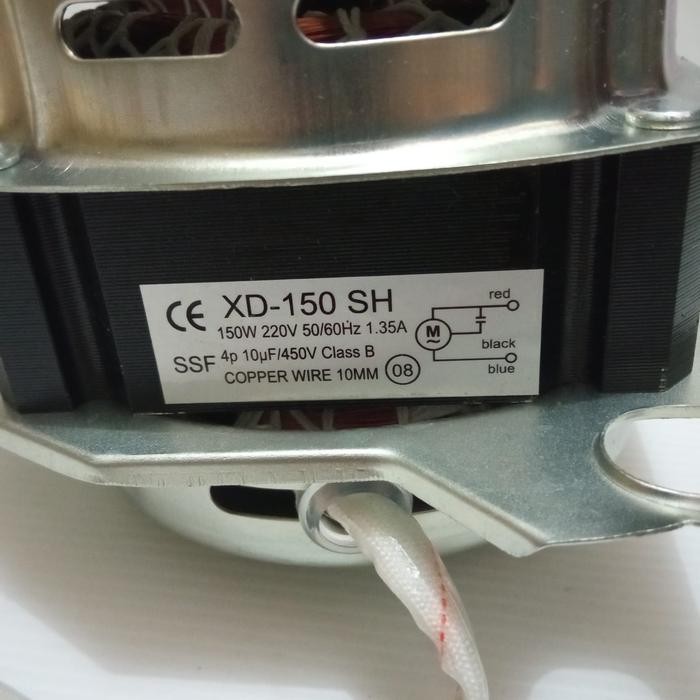 CE XD-150 SH
150W 220V 50/60Hz 1.35A
SSF 4p 10µF/450V Class B
COPPER WIRE 10MM 08
red
M
~
black
blue